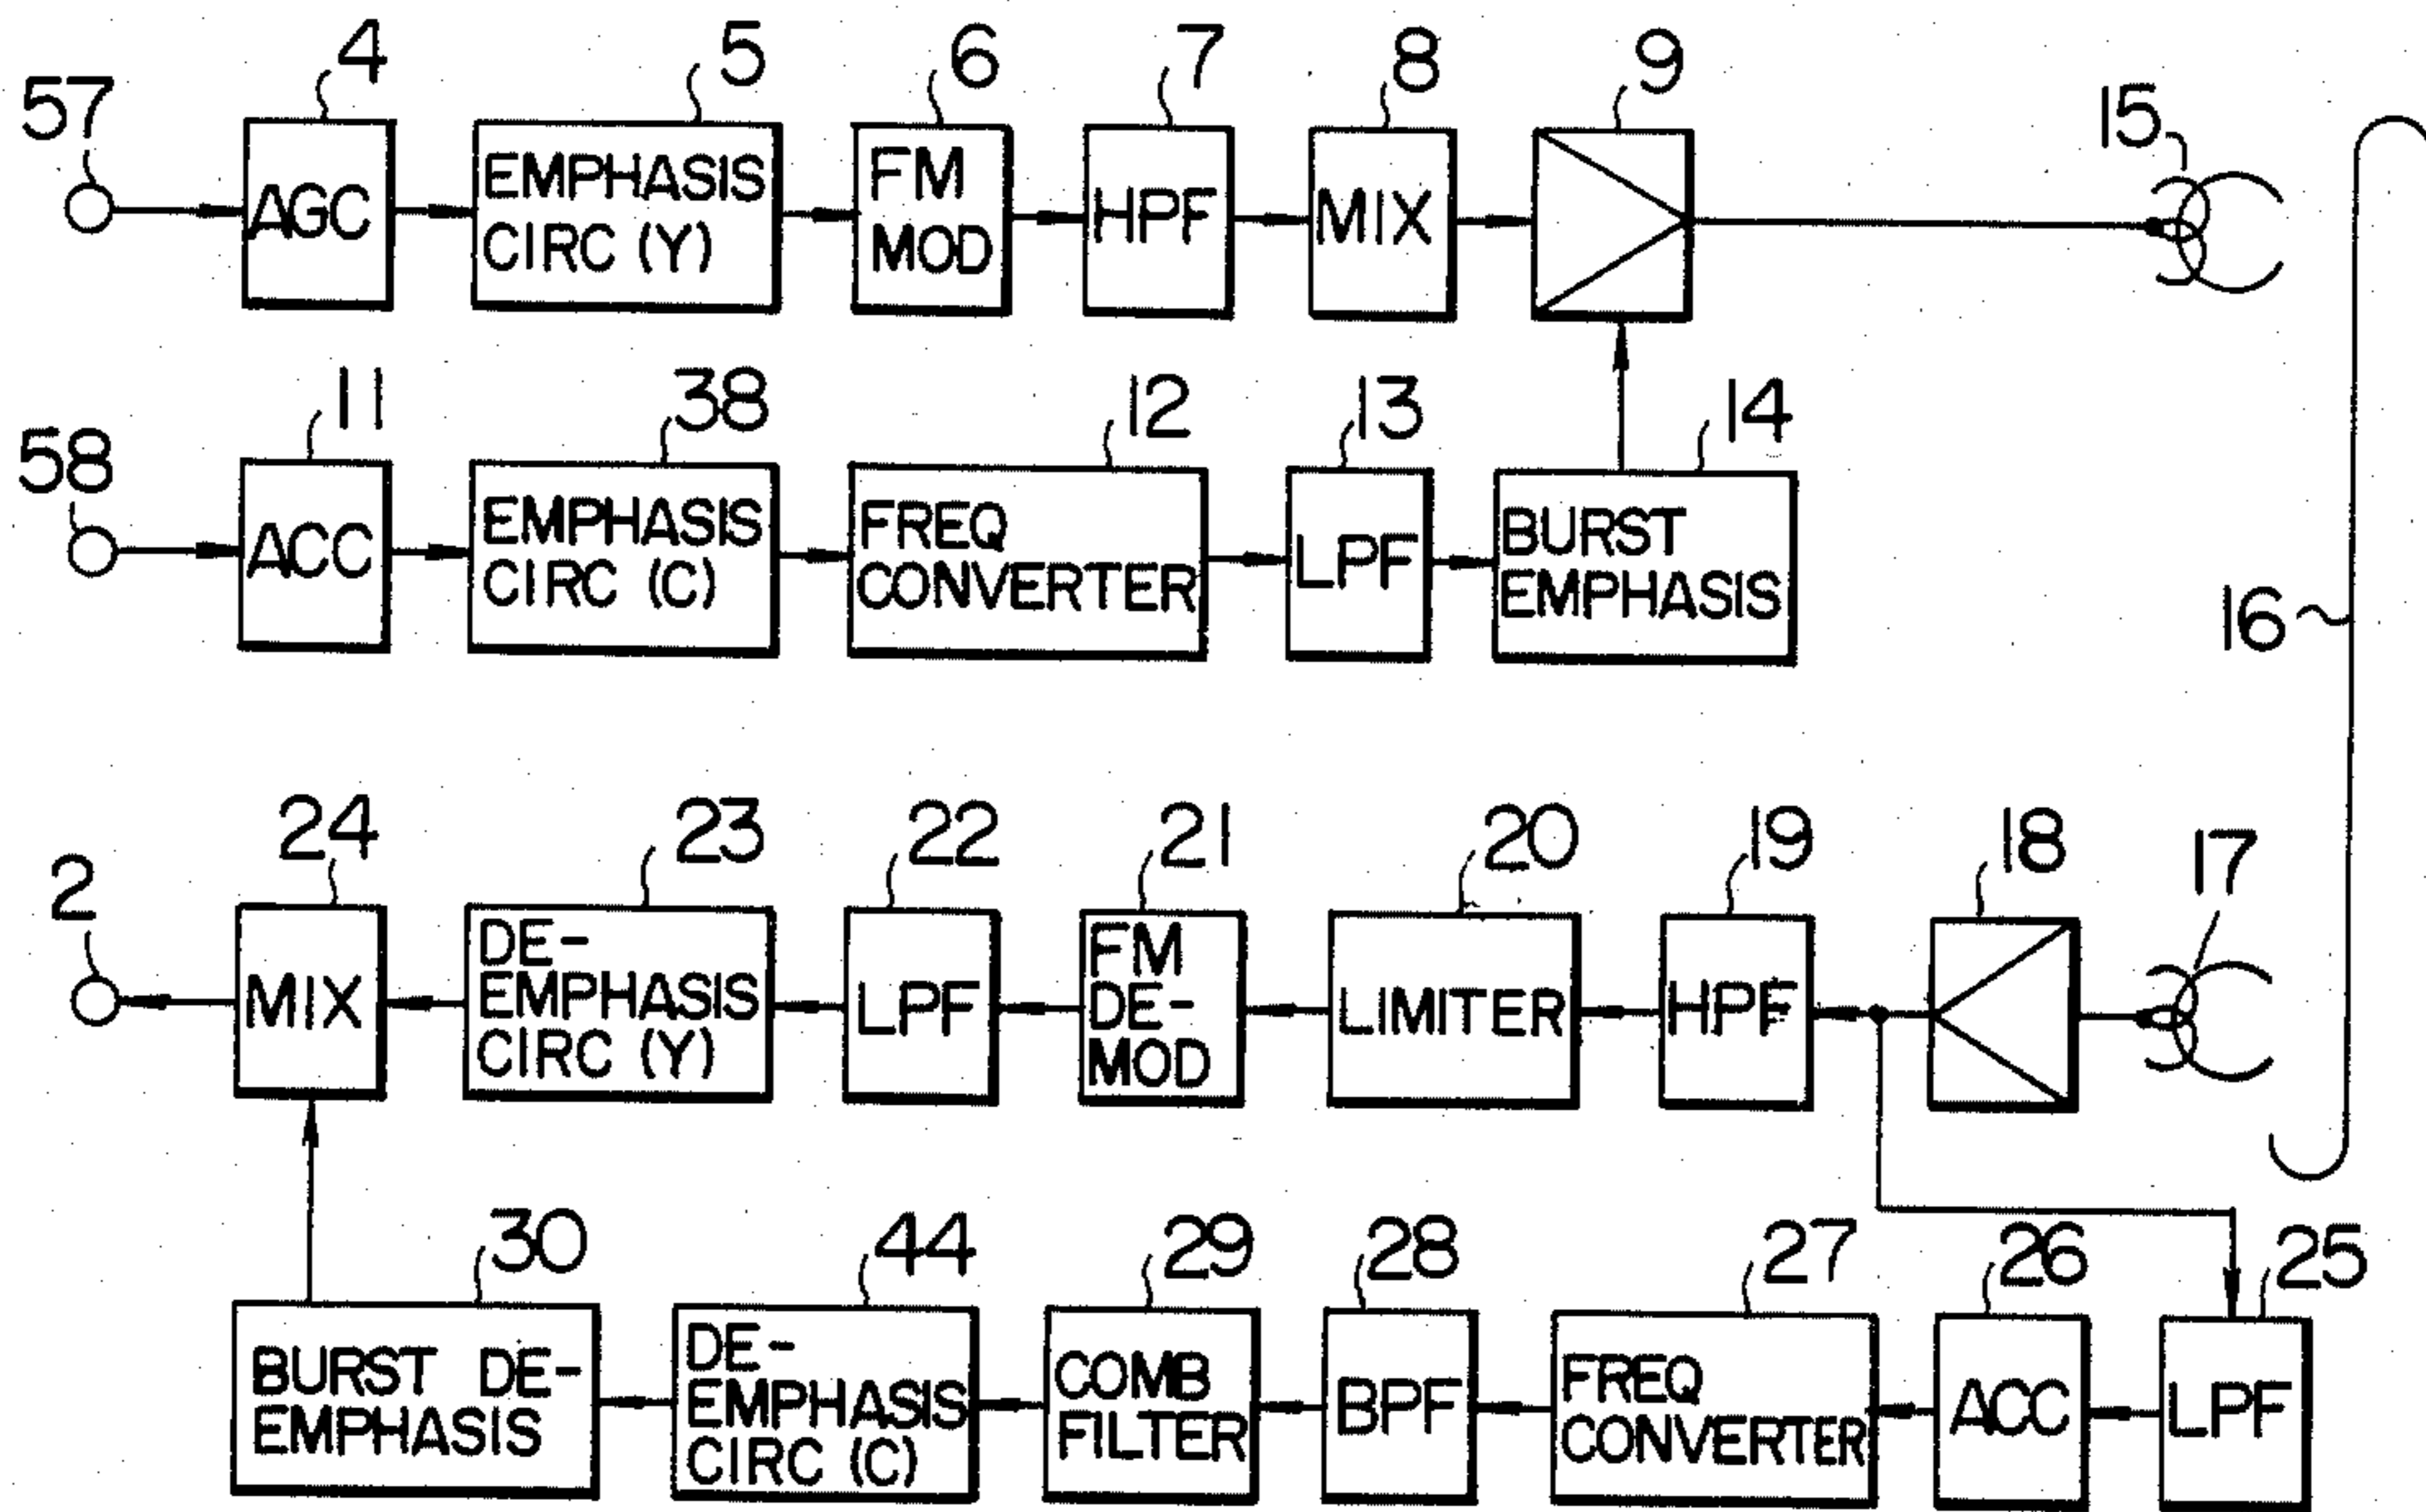 57
4
5
6
7
8
9
15
AGC
EMPHASIS
CIRC (Y)
FM
MOD
HPF
MIX
58
11
38
12
13
14
ACC
EMPHASIS
CIRC (C)
FREQ
CONVERTER
LPF
BURST
EMPHASIS
16
2
24
23
22
21
20
19
18
17
MIX
DE-
EMPHASIS
CIRC (Y)
LPF
FM
DE-
MOD
LIMITER
HPF
30
44
29
28
27
26
25
BURST DE-
EMPHASIS
DE-
EMPHASIS
CIRC (C)
COMB
FILTER
BPF
FREQ
CONVERTER
ACC
LPF